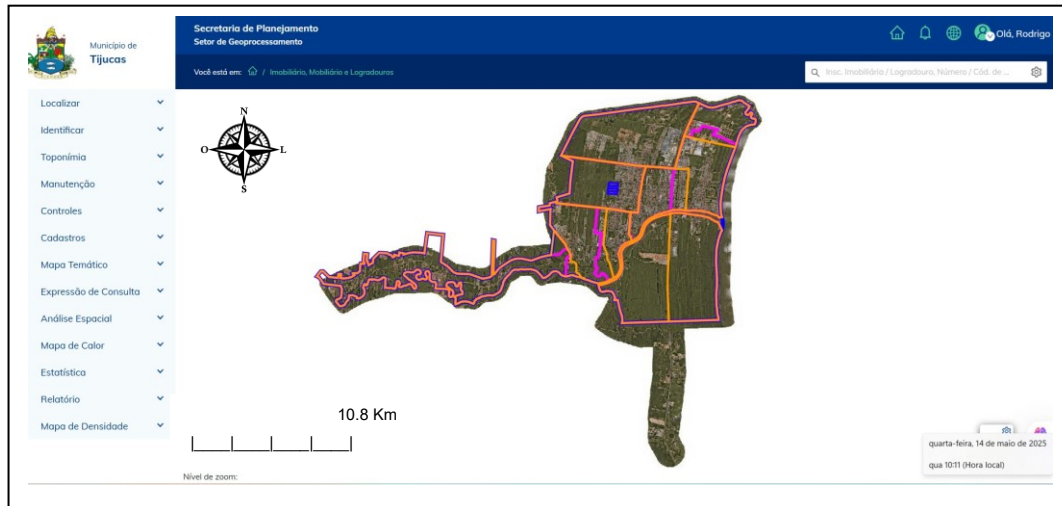 Município de
Tijucas
Secretaria de Planejamento
Setor de Geoprocessamento
Olá, Rodrigo
Você está em: / Imobiliário, Mobiliário e Logradouros
Insc. Imobiliária / Logradouro, Número / Cód. de ...
Localizar
Identificar
Toponímia
Manutenção
Controles
Cadastros
Mapa Temático
Expressão de Consulta
Análise Espacial
Mapa de Calor
Estatística
Relatório
Mapa de Densidade
N
O
L
S
10.8 Km
Nível de zoom:
quarta-feira, 14 de maio de 2025
qua 10:11 (Hora local)